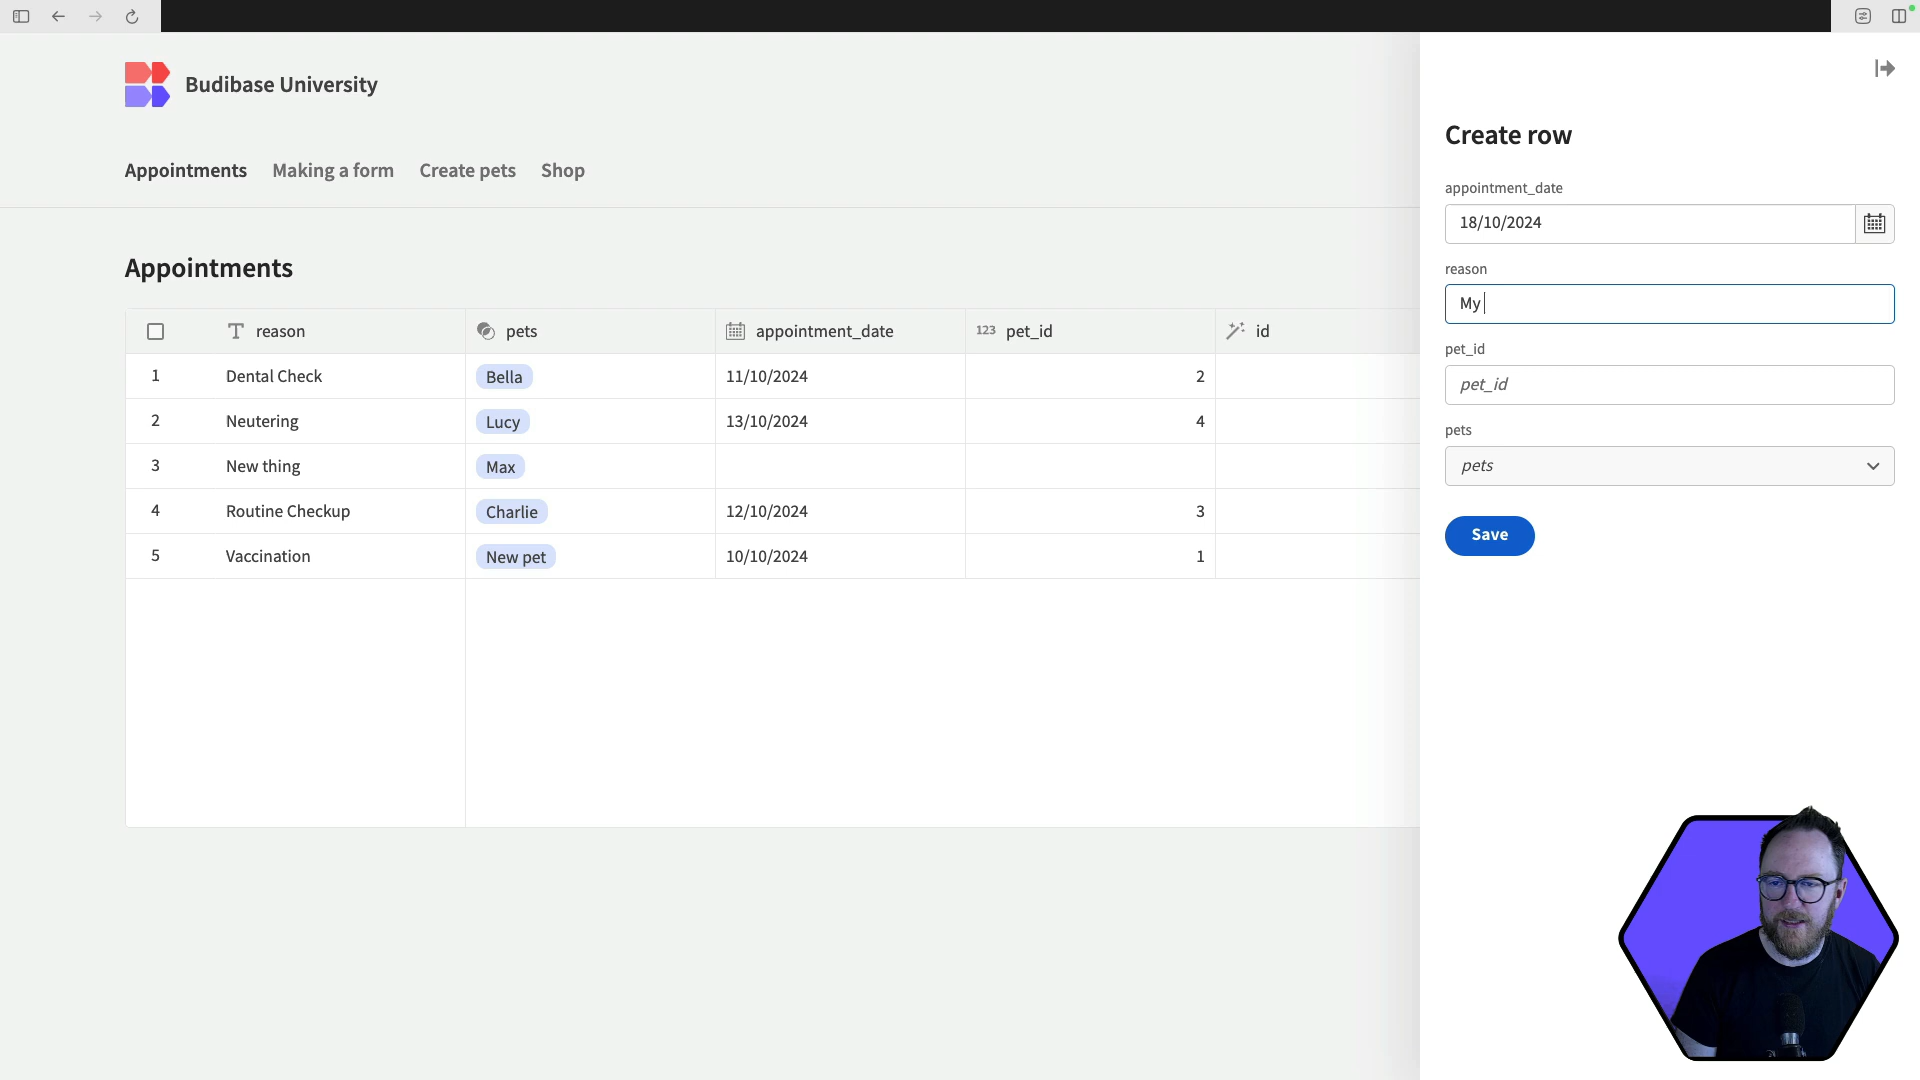 Budibase University
Appointments Making a form Create pets Shop
Appointments
reason pets appointment_date 123 pet_id id
1 Dental Check Bella 11/10/2024 2
2 Neutering Lucy 13/10/2024 4
3 New thing Max
4 Routine Checkup Charlie 12/10/2024 3
5 Vaccination New pet 10/10/2024 1
Create row
appointment_date
18/10/2024
reason
My
pet_id
pet_id
pets
pets
Save